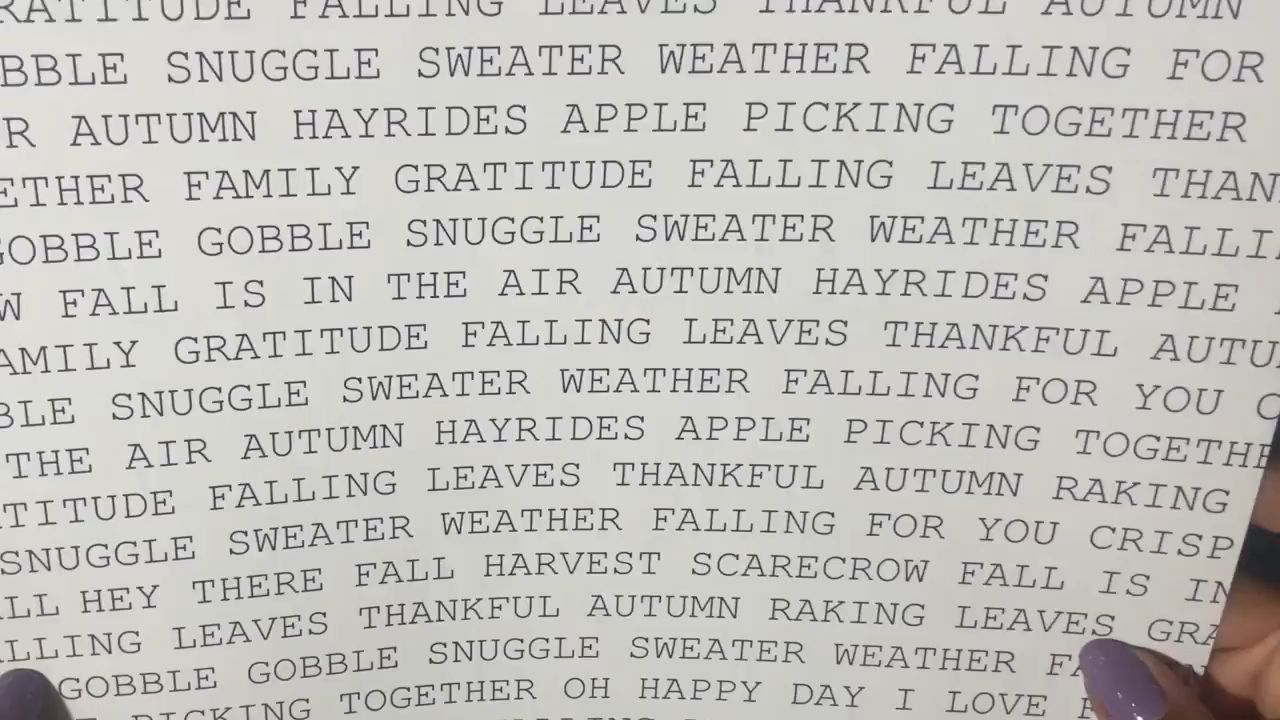 RATITUDE FALLING LEAVES THANKFUL AUTUMN
BBLE SNUGGLE SWEATER WEATHER FALLING FOR
R AUTUMN HAYRIDES APPLE PICKING TOGETHER
ETHER FAMILY GRATITUDE FALLING LEAVES THAN
GOBBLE GOBBLE SNUGGLE SWEATER WEATHER FALLI
W FALL IS IN THE AIR AUTUMN HAYRIDES APPLE
AMILY GRATITUDE FALLING LEAVES THANKFUL AUTU
BLE SNUGGLE SWEATER WEATHER FALLING FOR YOU C
THE AIR AUTUMN HAYRIDES APPLE PICKING TOGETHE
TITUDE FALLING LEAVES THANKFUL AUTUMN RAKING
SNUGGLE SWEATER WEATHER FALLING FOR YOU CRISP
LL HEY THERE FALL HARVEST SCARECROW FALL IS IN
LLING LEAVES THANKFUL AUTUMN RAKING LEAVES GRA
GOBBLE GOBBLE SNUGGLE SWEATER WEATHER FA
PICKING TOGETHER OH HAPPY DAY I LOVE